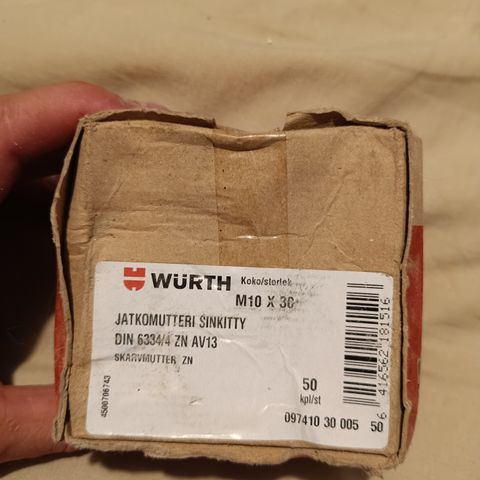 WÜRTH
Koko/storlek
M10 X 30
JATKOMUTTERI SINKITTY
DIN 6334/4 ZN AV13
SKARVMUTTER ZN
50
kpl/st
097410 30 005 50
4500706743
6 416562 181516